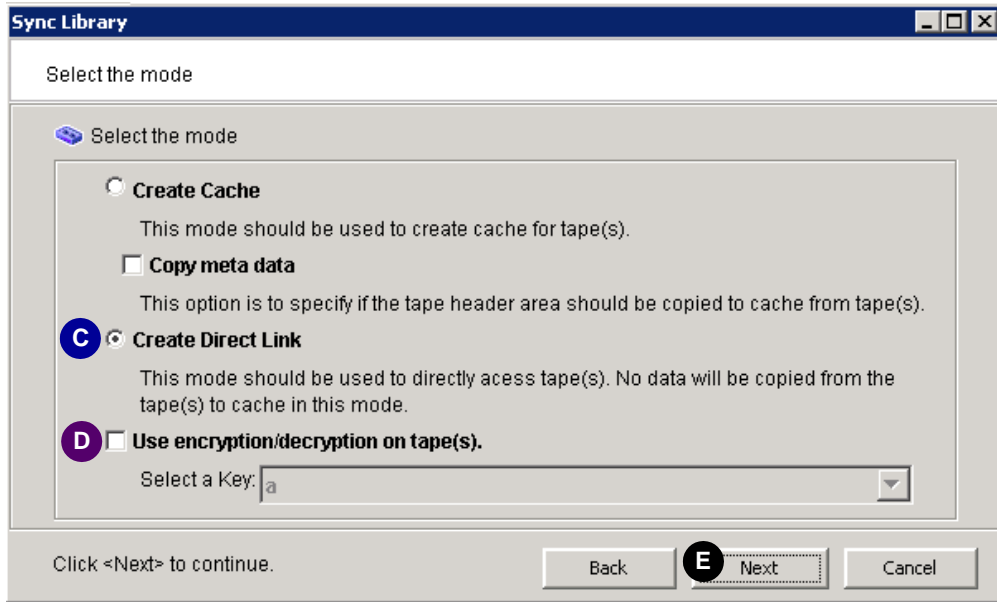 Sync Library
Select the mode
Select the mode
Create Cache
This mode should be used to create cache for tape(s).
Copy meta data
This option is to specify if the tape header area should be copied to cache from tape(s).
C Create Direct Link
This mode should be used to directly acess tape(s). No data will be copied from the
tape(s) to cache in this mode.
D Use encryption/decryption on tape(s).
Select a Key: a
Click <Next> to continue. Back E Next Cancel